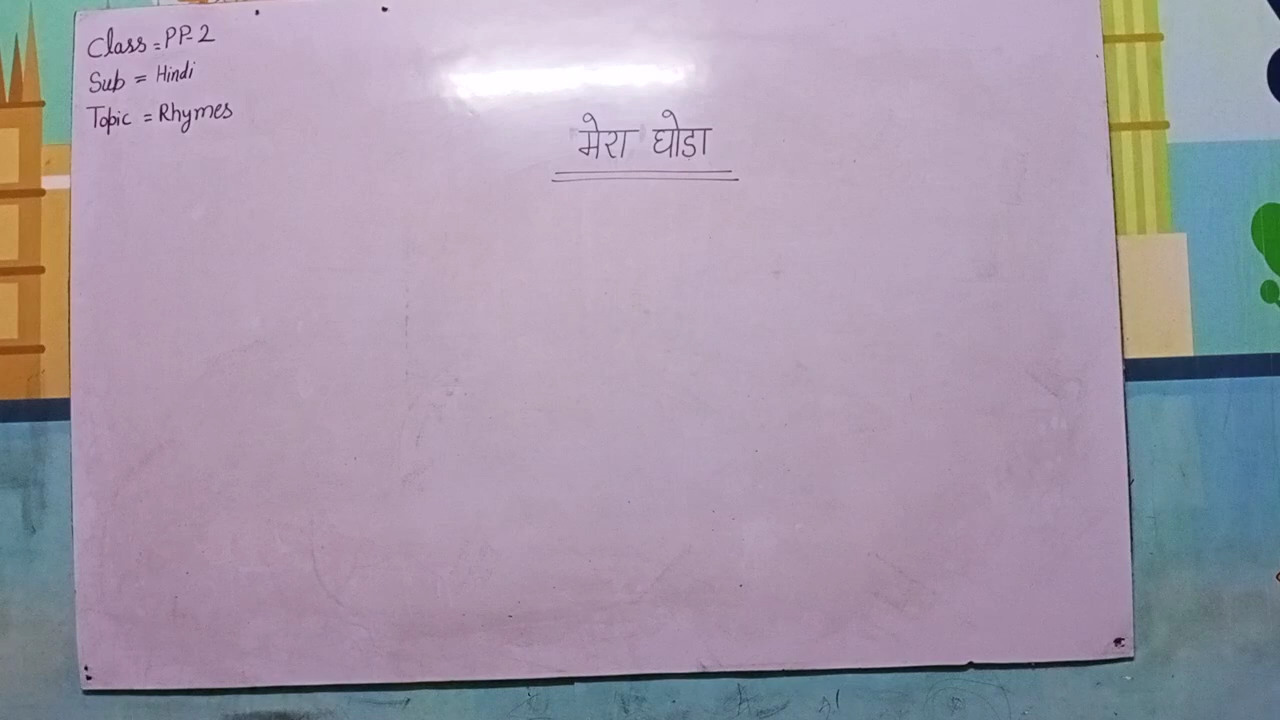 Class = PP-2
Sub = Hindi
Topic = Rhymes
मेरा घोड़ा